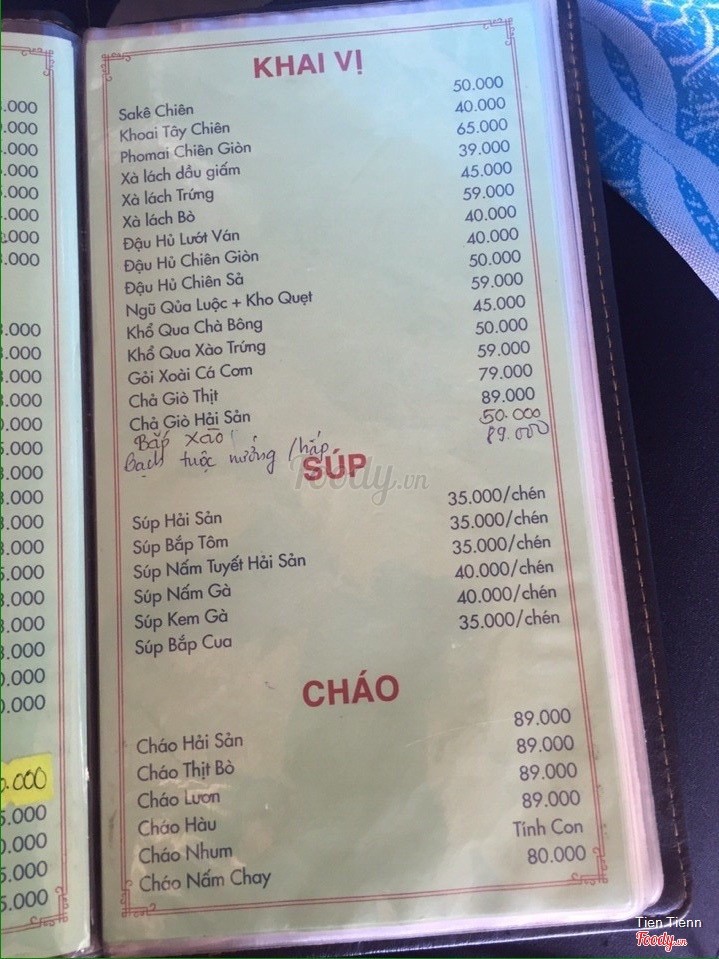 KHAI VỊ
Sakê Chiên 50.000
Khoai Tây Chiên 40.000
Phomai Chiên Giòn 65.000
Xà lách dầu giấm 39.000
Xà lách Trứng 45.000
Xà lách Bò 59.000
Đậu Hủ Lướt Ván 40.000
Đậu Hủ Chiên Giòn 40.000
Đậu Hủ Chiên Sả 50.000
Ngũ Qủa Luộc + Kho Quẹt 59.000
Khổ Qua Chà Bông 45.000
Khổ Qua Xào Trứng 50.000
Gỏi Xoài Cá Cơm 59.000
Chả Giò Thịt 79.000
Chả Giò Hải Sản 89.000
Bắp xào 50.000
Bạch tuộc nướng /hấp 89.000
SÚP
Foody.vn
Súp Hải Sản 35.000/chén
Súp Bắp Tôm 35.000/chén
Súp Nấm Tuyết Hải Sản 35.000/chén
Súp Nấm Gà 40.000/chén
Súp Kem Gà 40.000/chén
Súp Bắp Cua 35.000/chén
CHÁO
Cháo Hải Sản 89.000
Cháo Thịt Bò 89.000
Cháo Lươn 89.000
Cháo Hàu 89.000
Cháo Nhum Tính Con
Cháo Nấm Chay 80.000
Tien Tienn
Foody.vn